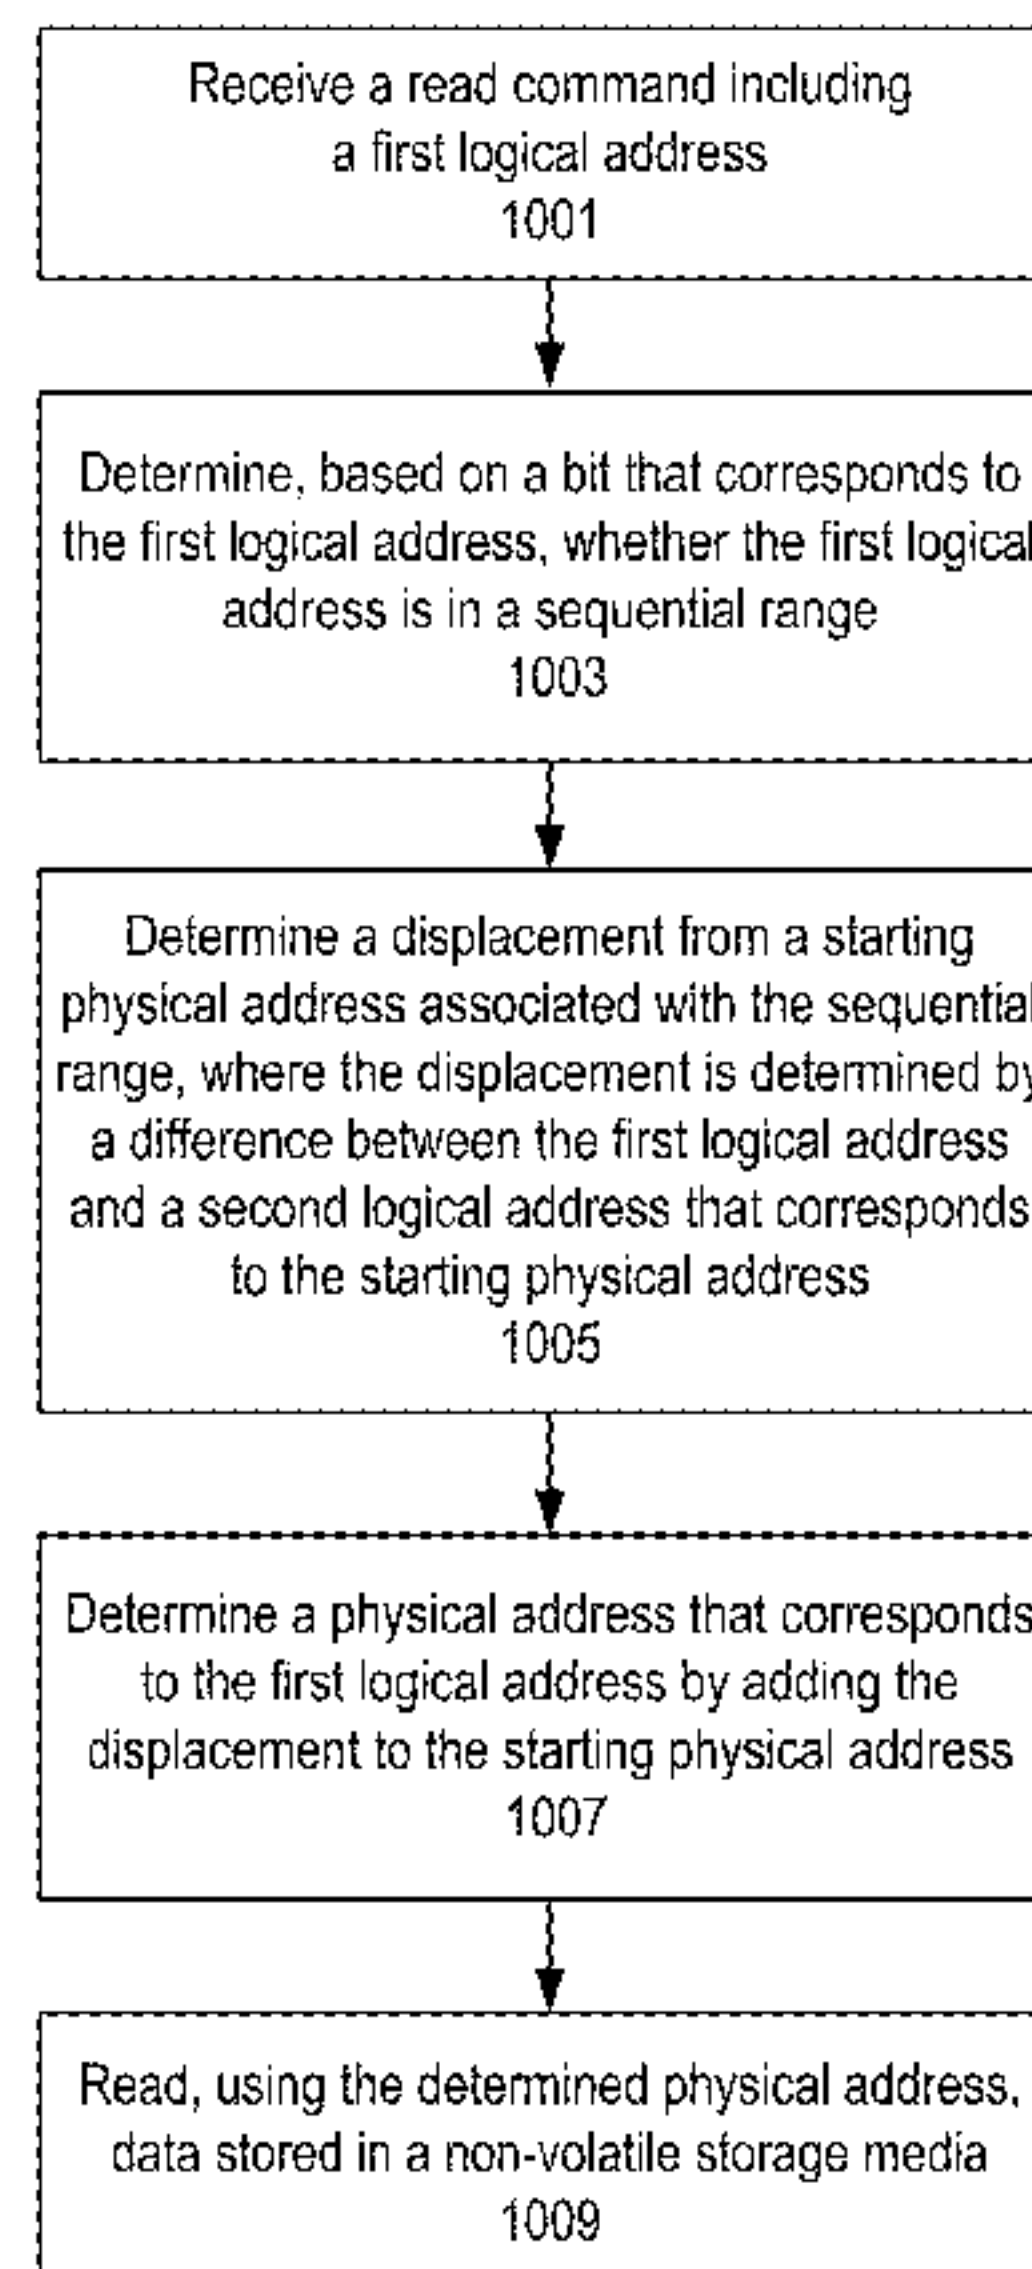 Receive a read command including
a first logical address
1001
Determine, based on a bit that corresponds to
the first logical address, whether the first logical
address is in a sequential range
1003
Determine a displacement from a starting
physical address associated with the sequential
range, where the displacement is determined by
a difference between the first logical address
and a second logical address that corresponds
to the starting physical address
1005
Determine a physical address that corresponds
to the first logical address by adding the
displacement to the starting physical address
1007
Read, using the determined physical address,
data stored in a non-volatile storage media
1009